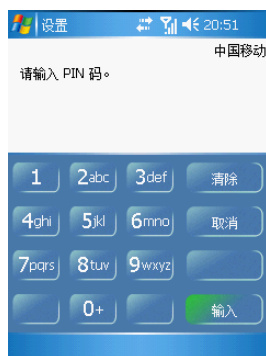 设置 20:51
中国移动
请输入 PIN 码。
1 2abc 3def 清除
4ghi 5jkl 6mno 取消
7pqrs 8tuv 9wxyz
0+ 输入